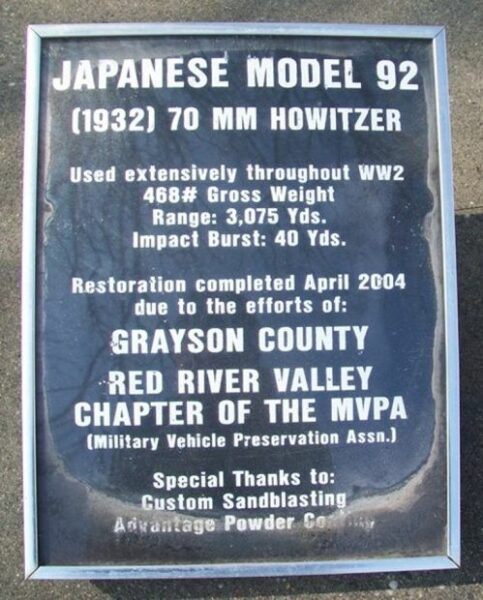 JAPANESE MODEL 92
(1932) 70 MM HOWITZER
Used extensively throughout WW2
468# Gross Weight
Range: 3,075 Yds.
Impact Burst: 40 Yds.
Restoration completed April 2004
due to the efforts of:
GRAYSON COUNTY
RED RIVER VALLEY
CHAPTER OF THE MVPA
(Military Vehicle Preservation Assn.)
Special Thanks to:
Custom Sandblasting
Advantage Powder